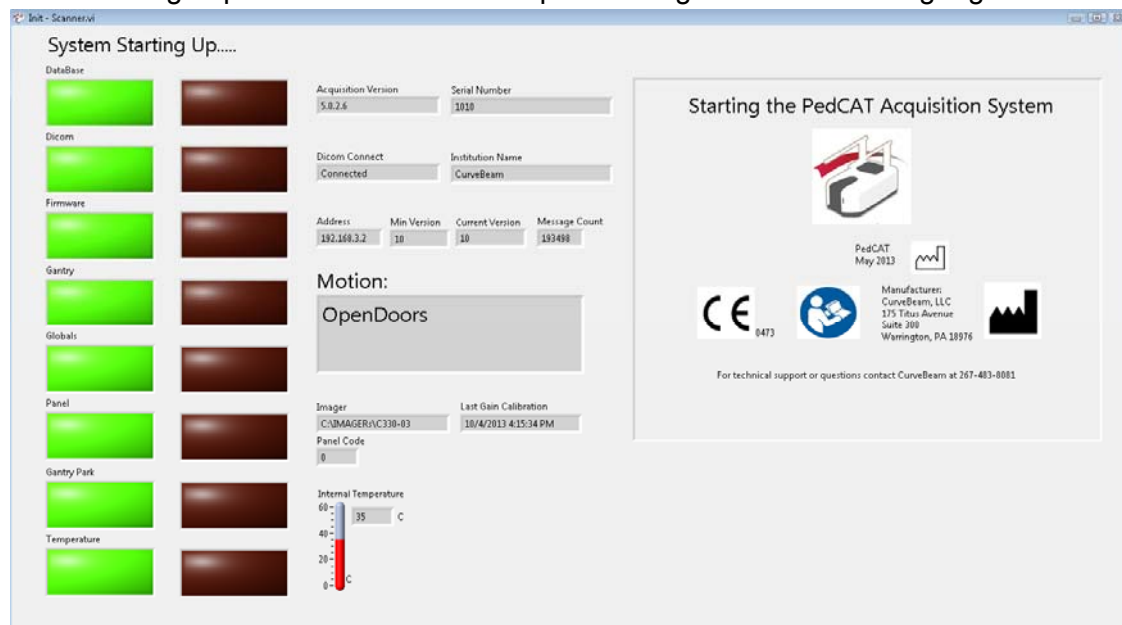 Init - Scanner.vi
System Starting Up.....
DataBase
Acquisition Version Serial Number
5.0.2.6 1010
Dicom
Dicom Connect Institution Name
Connected CurveBeam
Firmware
Address Min Version Current Version Message Count
192.168.3.2 10 10 193498
Gantry
Motion:
OpenDoors
Globals
Panel
Imager Last Gain Calibration
C:\IMAGERs\C330-03 10/4/2013 4:15:34 PM
Panel Code
0
Gantry Park
Internal Temperature
60
35 C
40
20
0 C
Temperature
Starting the PedCAT Acquisition System
PedCAT
May 2013
CE 0473
Manufacturer:
CurveBeam, LLC
175 Titus Avenue
Suite 300
Warrington, PA 18976
For technical support or questions contact CurveBeam at 267-483-8081